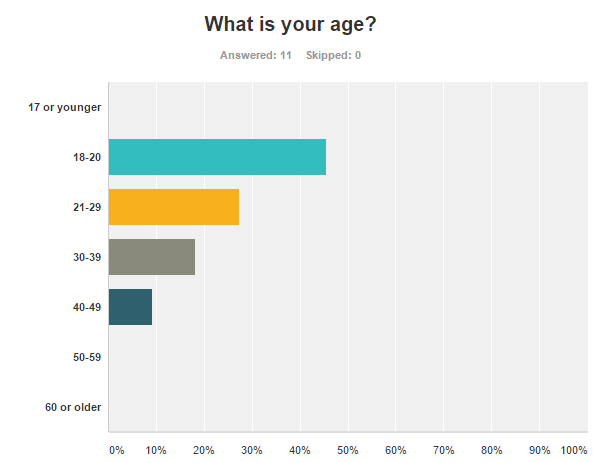 What is your age?
Answered: 11 Skipped: 0
17 or younger
18-20
21-29
30-39
40-49
50-59
60 or older
0% 10% 20% 30% 40% 50% 60% 70% 80% 90% 100%